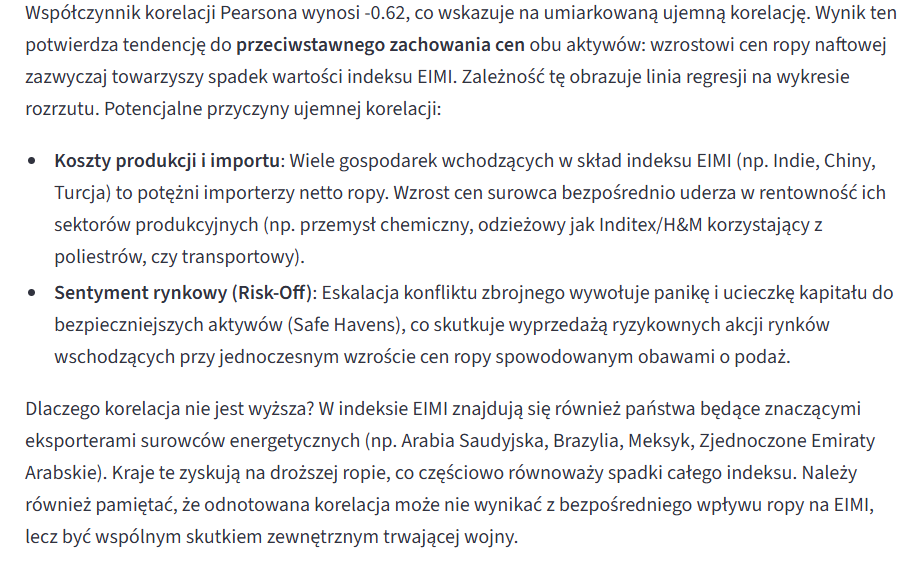 Współczynnik korelacji Pearsona wynosi -0.62, co wskazuje na umiarkowaną ujemną korelację. Wynik ten
potwierdza tendencję do przeciwstawnego zachowania cen obu aktywów: wzrostowi cen ropy naftowej
zazwyczaj towarzyszy spadek wartości indeksu EIMI. Zależność tę obrazuje linia regresji na wykresie
rozrzutu. Potencjalne przyczyny ujemnej korelacji:
• Koszty produkcji i importu: Wiele gospodarek wchodzących w skład indeksu EIMI (np. Indie, Chiny,
Turcja) to potężni importerzy netto ropy. Wzrost cen surowca bezpośrednio uderza w rentowność ich
sektorów produkcyjnych (np. przemysł chemiczny, odzieżowy jak Inditex/H&M korzystający z
poliestrów, czy transportowy).
• Sentyment rynkowy (Risk-Off): Eskalacja konfliktu zbrojnego wywołuje panikę i ucieczkę kapitału do
bezpieczniejszych aktywów (Safe Havens), co skutkuje wyprzedażą ryzykownych akcji rynków
wschodzących przy jednoczesnym wzroście cen ropy spowodowanym obawami o podaż.
Dlaczego korelacja nie jest wyższa? W indeksie EIMI znajdują się również państwa będące znaczącymi
eksporterami surowców energetycznych (np. Arabia Saudyjska, Brazylia, Meksyk, Zjednoczone Emiraty
Arabskie). Kraje te zyskują na droższej ropie, co częściowo równoważy spadki całego indeksu. Należy
również pamiętać, że odnotowana korelacja może nie wynikać z bezpośredniego wpływu ropy na EIMI,
lecz być wspólnym skutkiem zewnętrznym trwającej wojny.